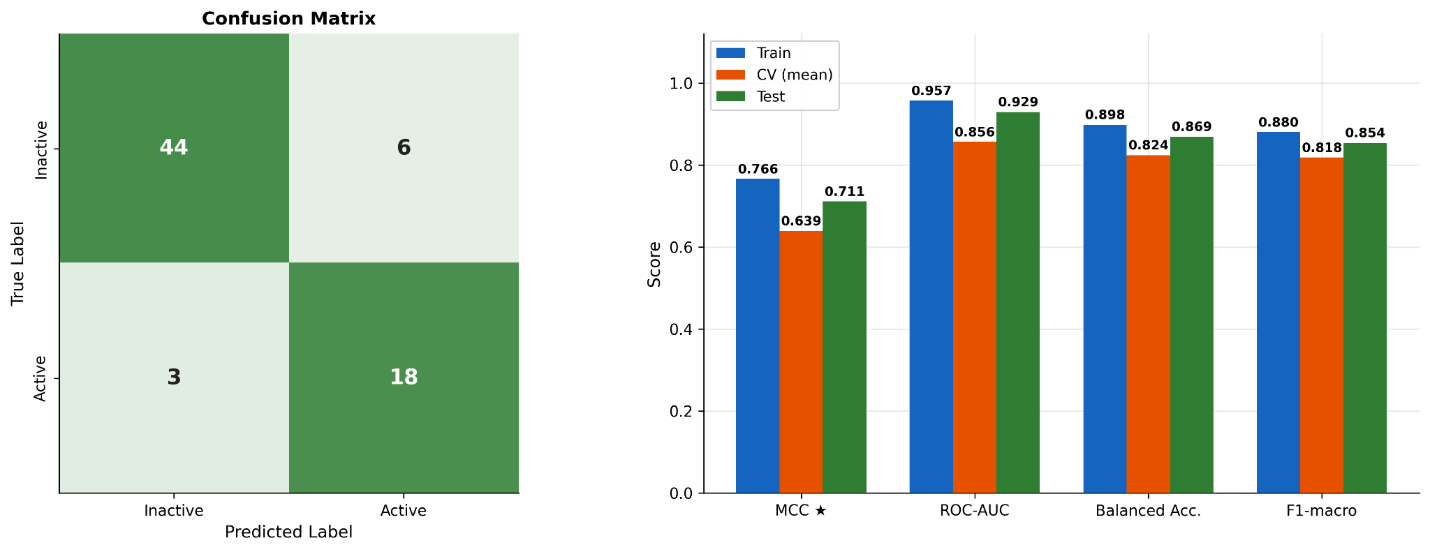 Confusion Matrix
True Label
Inactive
Active
44
6
3
18
Inactive
Active
Predicted Label
Train
CV (mean)
Test
Score
1.0
0.8
0.6
0.4
0.2
0.0
0.766
0.639
0.711
0.957
0.856
0.929
0.898
0.824
0.869
0.880
0.818
0.854
MCC ★
ROC-AUC
Balanced Acc.
F1-macro